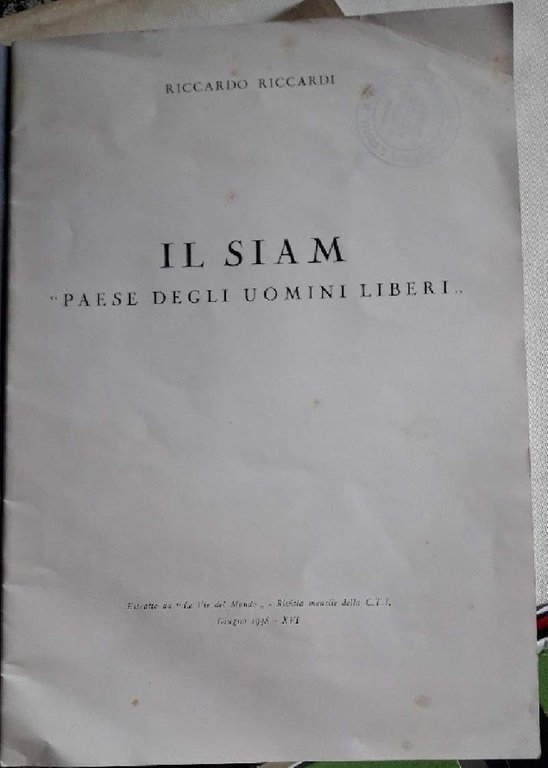 RICCARDO RICCARDI
IL SIAM
“PAESE DEGLI UOMINI LIBERI„
Estratto da “Le Vie del Mondo„ - Rivista mensile della C.T.I.
Giugno 1938 - XVI